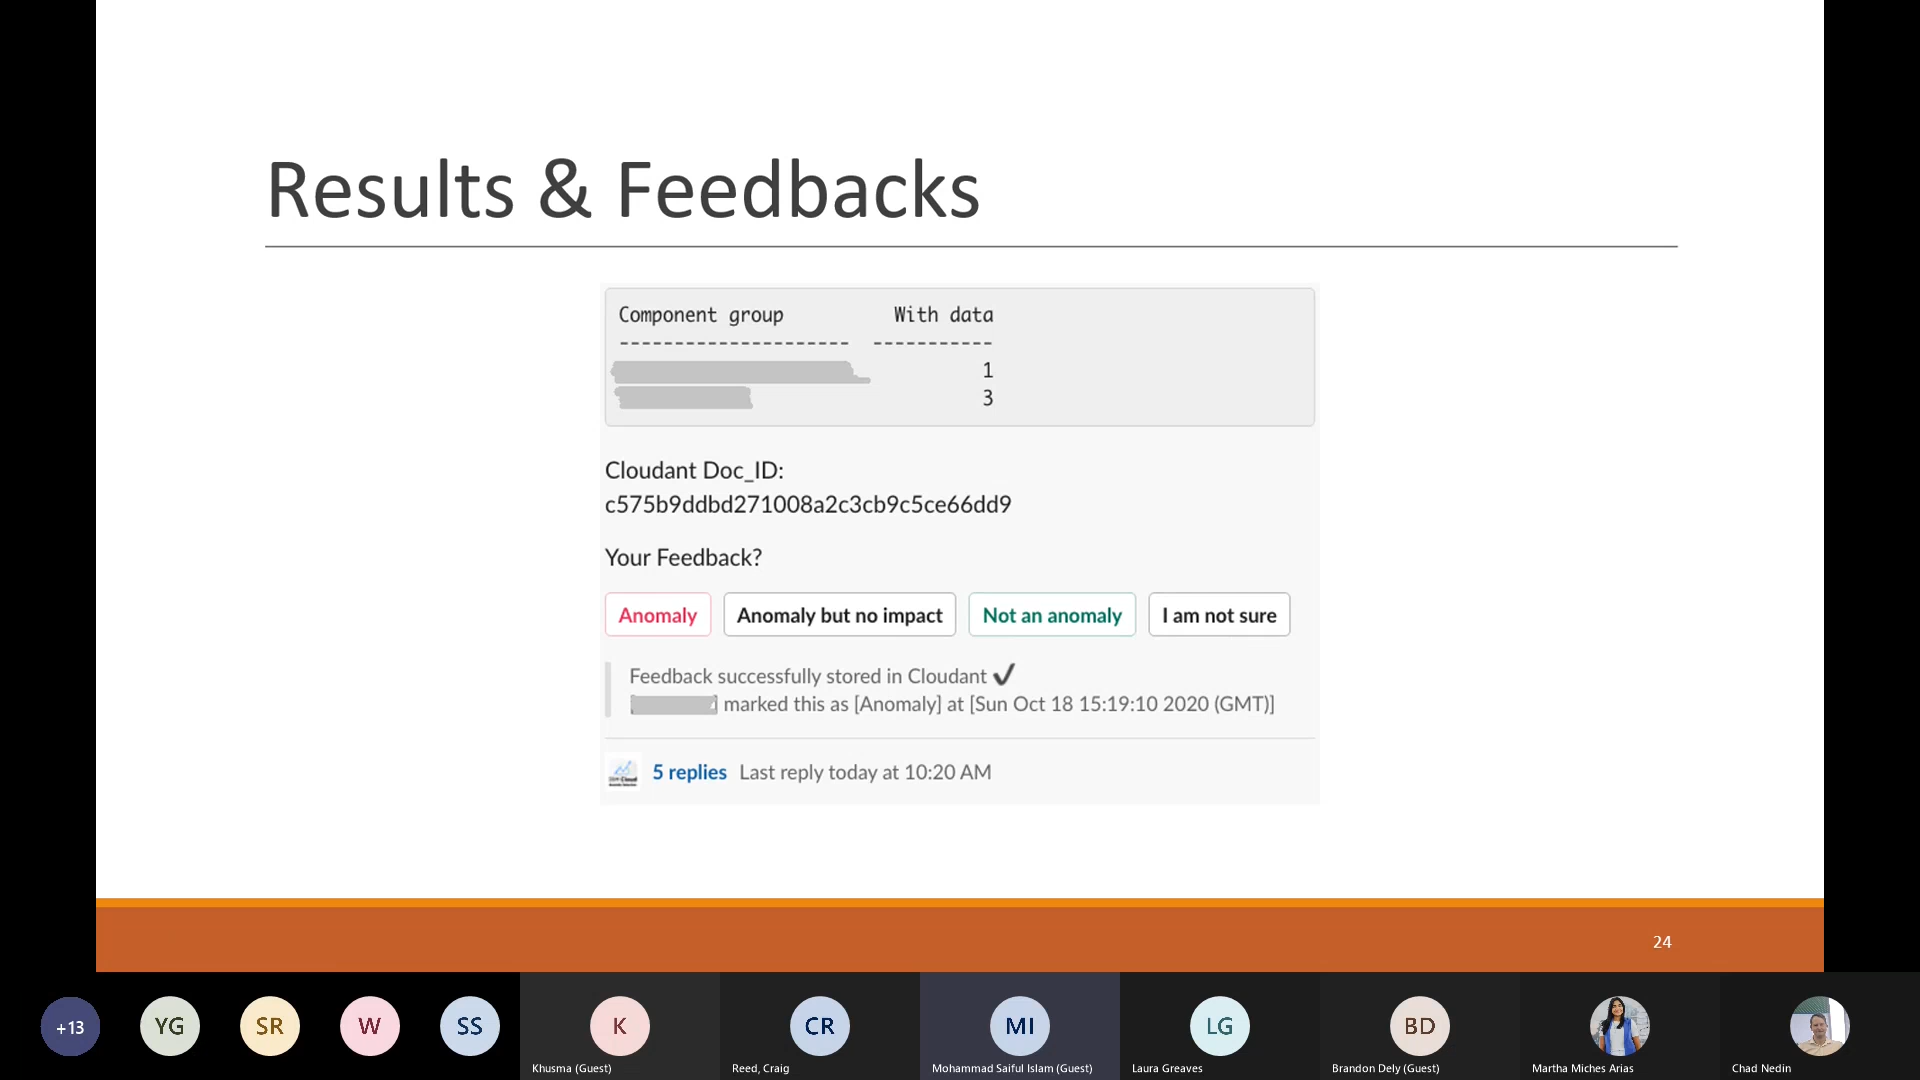 Results & Feedbacks
Component group With data
--------------------- -----------
1
3
Cloudant Doc_ID:
c575b9ddbd271008a2c3cb9c5ce66dd9
Your Feedback?
Anomaly Anomaly but no impact Not an anomaly I am not sure
Feedback successfully stored in Cloudant ✔
marked this as [Anomaly] at [Sun Oct 18 15:19:10 2020 (GMT)]
5 replies Last reply today at 10:20 AM
24
+13 YG SR W SS K CR MI LG BD
Khusma (Guest) Reed, Craig Mohammad Saiful Islam (Guest) Laura Greaves Brandon Dely (Guest) Martha Miches Arias Chad Nedin